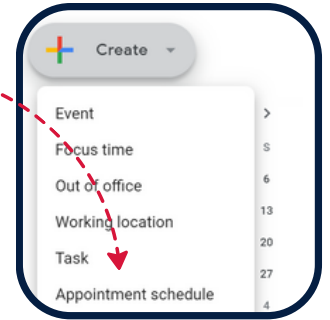 Create
Event
Focus time
Out of office
Working location
Task
Appointment schedule
S
6
13
20
27
4